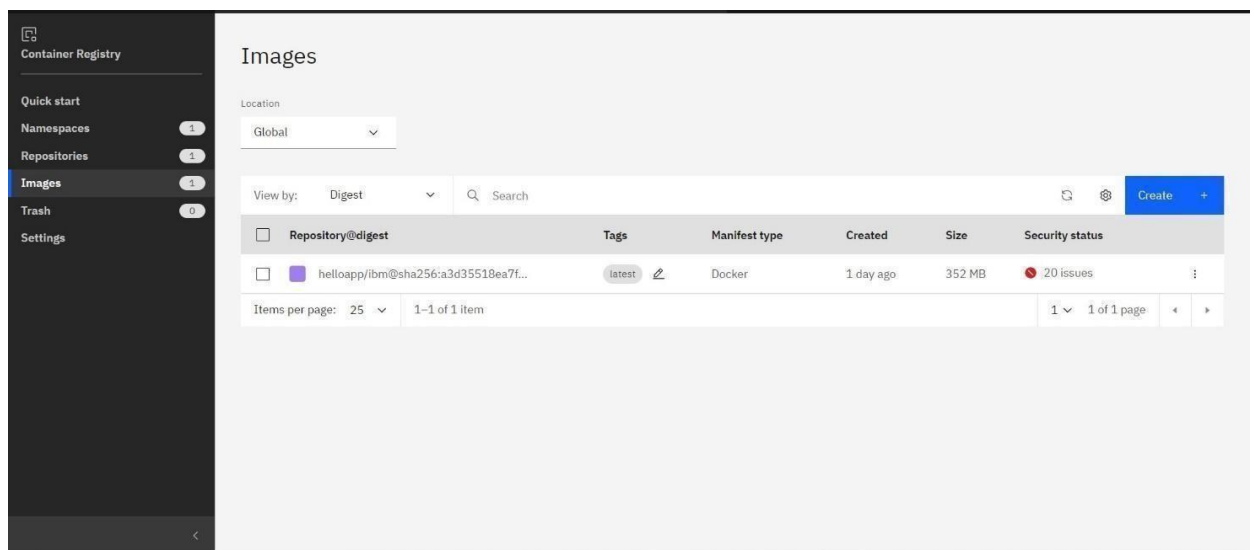 Container Registry
Quick start
Namespaces 1
Repositories 1
Images 1
Trash 0
Settings
Images
Location
Global
View by: Digest Search Create +
Repository@digest Tags Manifest type Created Size Security status
helloapp/ibm@sha256:a3d35518ea7f... latest Docker 1 day ago 352 MB 20 issues
Items per page: 25 1–1 of 1 item 1 1 of 1 page